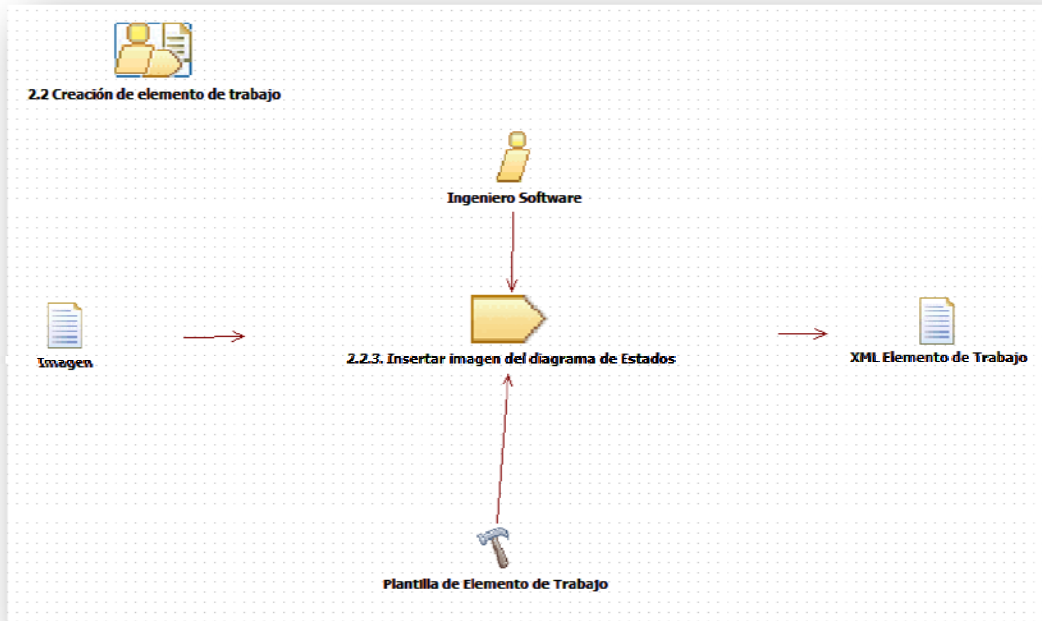 2.2 Creación de elemento de trabajo
Ingeniero Software
Imagen
2.2.3. Insertar imagen del diagrama de Estados
XML Elemento de Trabajo
Plantilla de Elemento de Trabajo